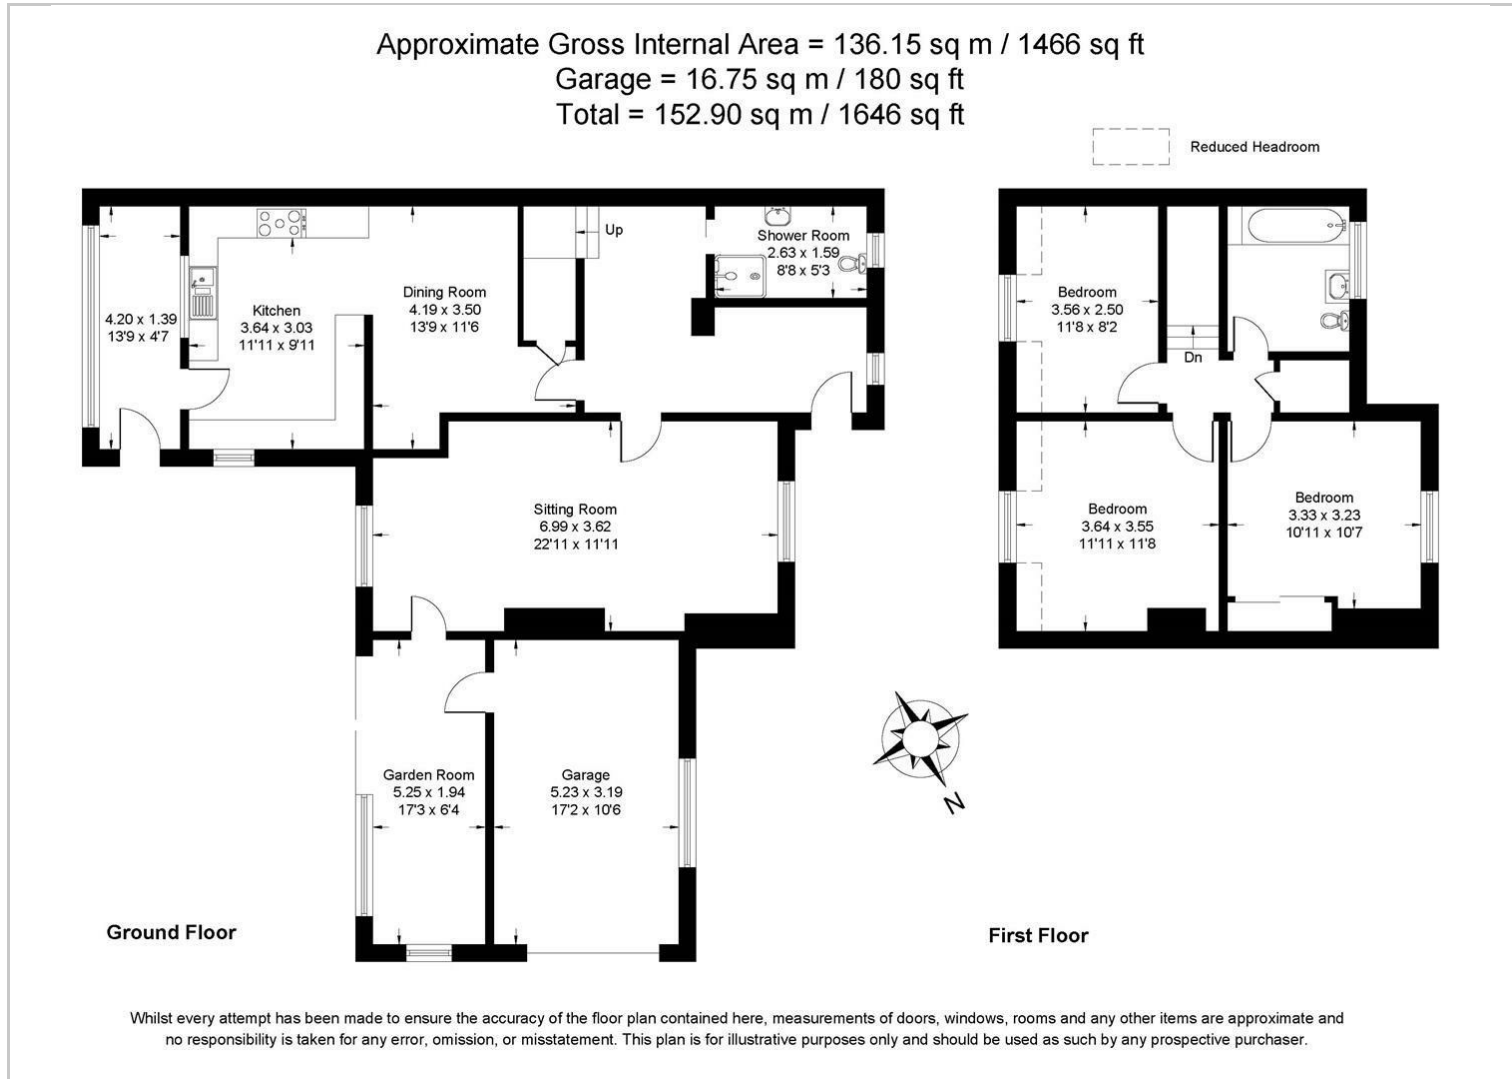 Approximate Gross Internal Area = 136.15 sq m / 1466 sq ft
Garage = 16.75 sq m / 180 sq ft
Total = 152.90 sq m / 1646 sq ft
Reduced Headroom
4.20 x 1.39
13'9 x 4'7
Kitchen
3.64 x 3.03
11'11 x 9'11
Dining Room
4.19 x 3.50
13'9 x 11'6
Up
Shower Room
2.63 x 1.59
8'8 x 5'3
Sitting Room
6.99 x 3.62
22'11 x 11'11
Garden Room
5.25 x 1.94
17'3 x 6'4
Garage
5.23 x 3.19
17'2 x 10'6
Ground Floor
Bedroom
3.56 x 2.50
11'8 x 8'2
Dn
Bedroom
3.64 x 3.55
11'11 x 11'8
Bedroom
3.33 x 3.23
10'11 x 10'7
N
First Floor
Whilst every attempt has been made to ensure the accuracy of the floor plan contained here, measurements of doors, windows, rooms and any other items are approximate and
no responsibility is taken for any error, omission, or misstatement. This plan is for illustrative purposes only and should be used as such by any prospective purchaser.